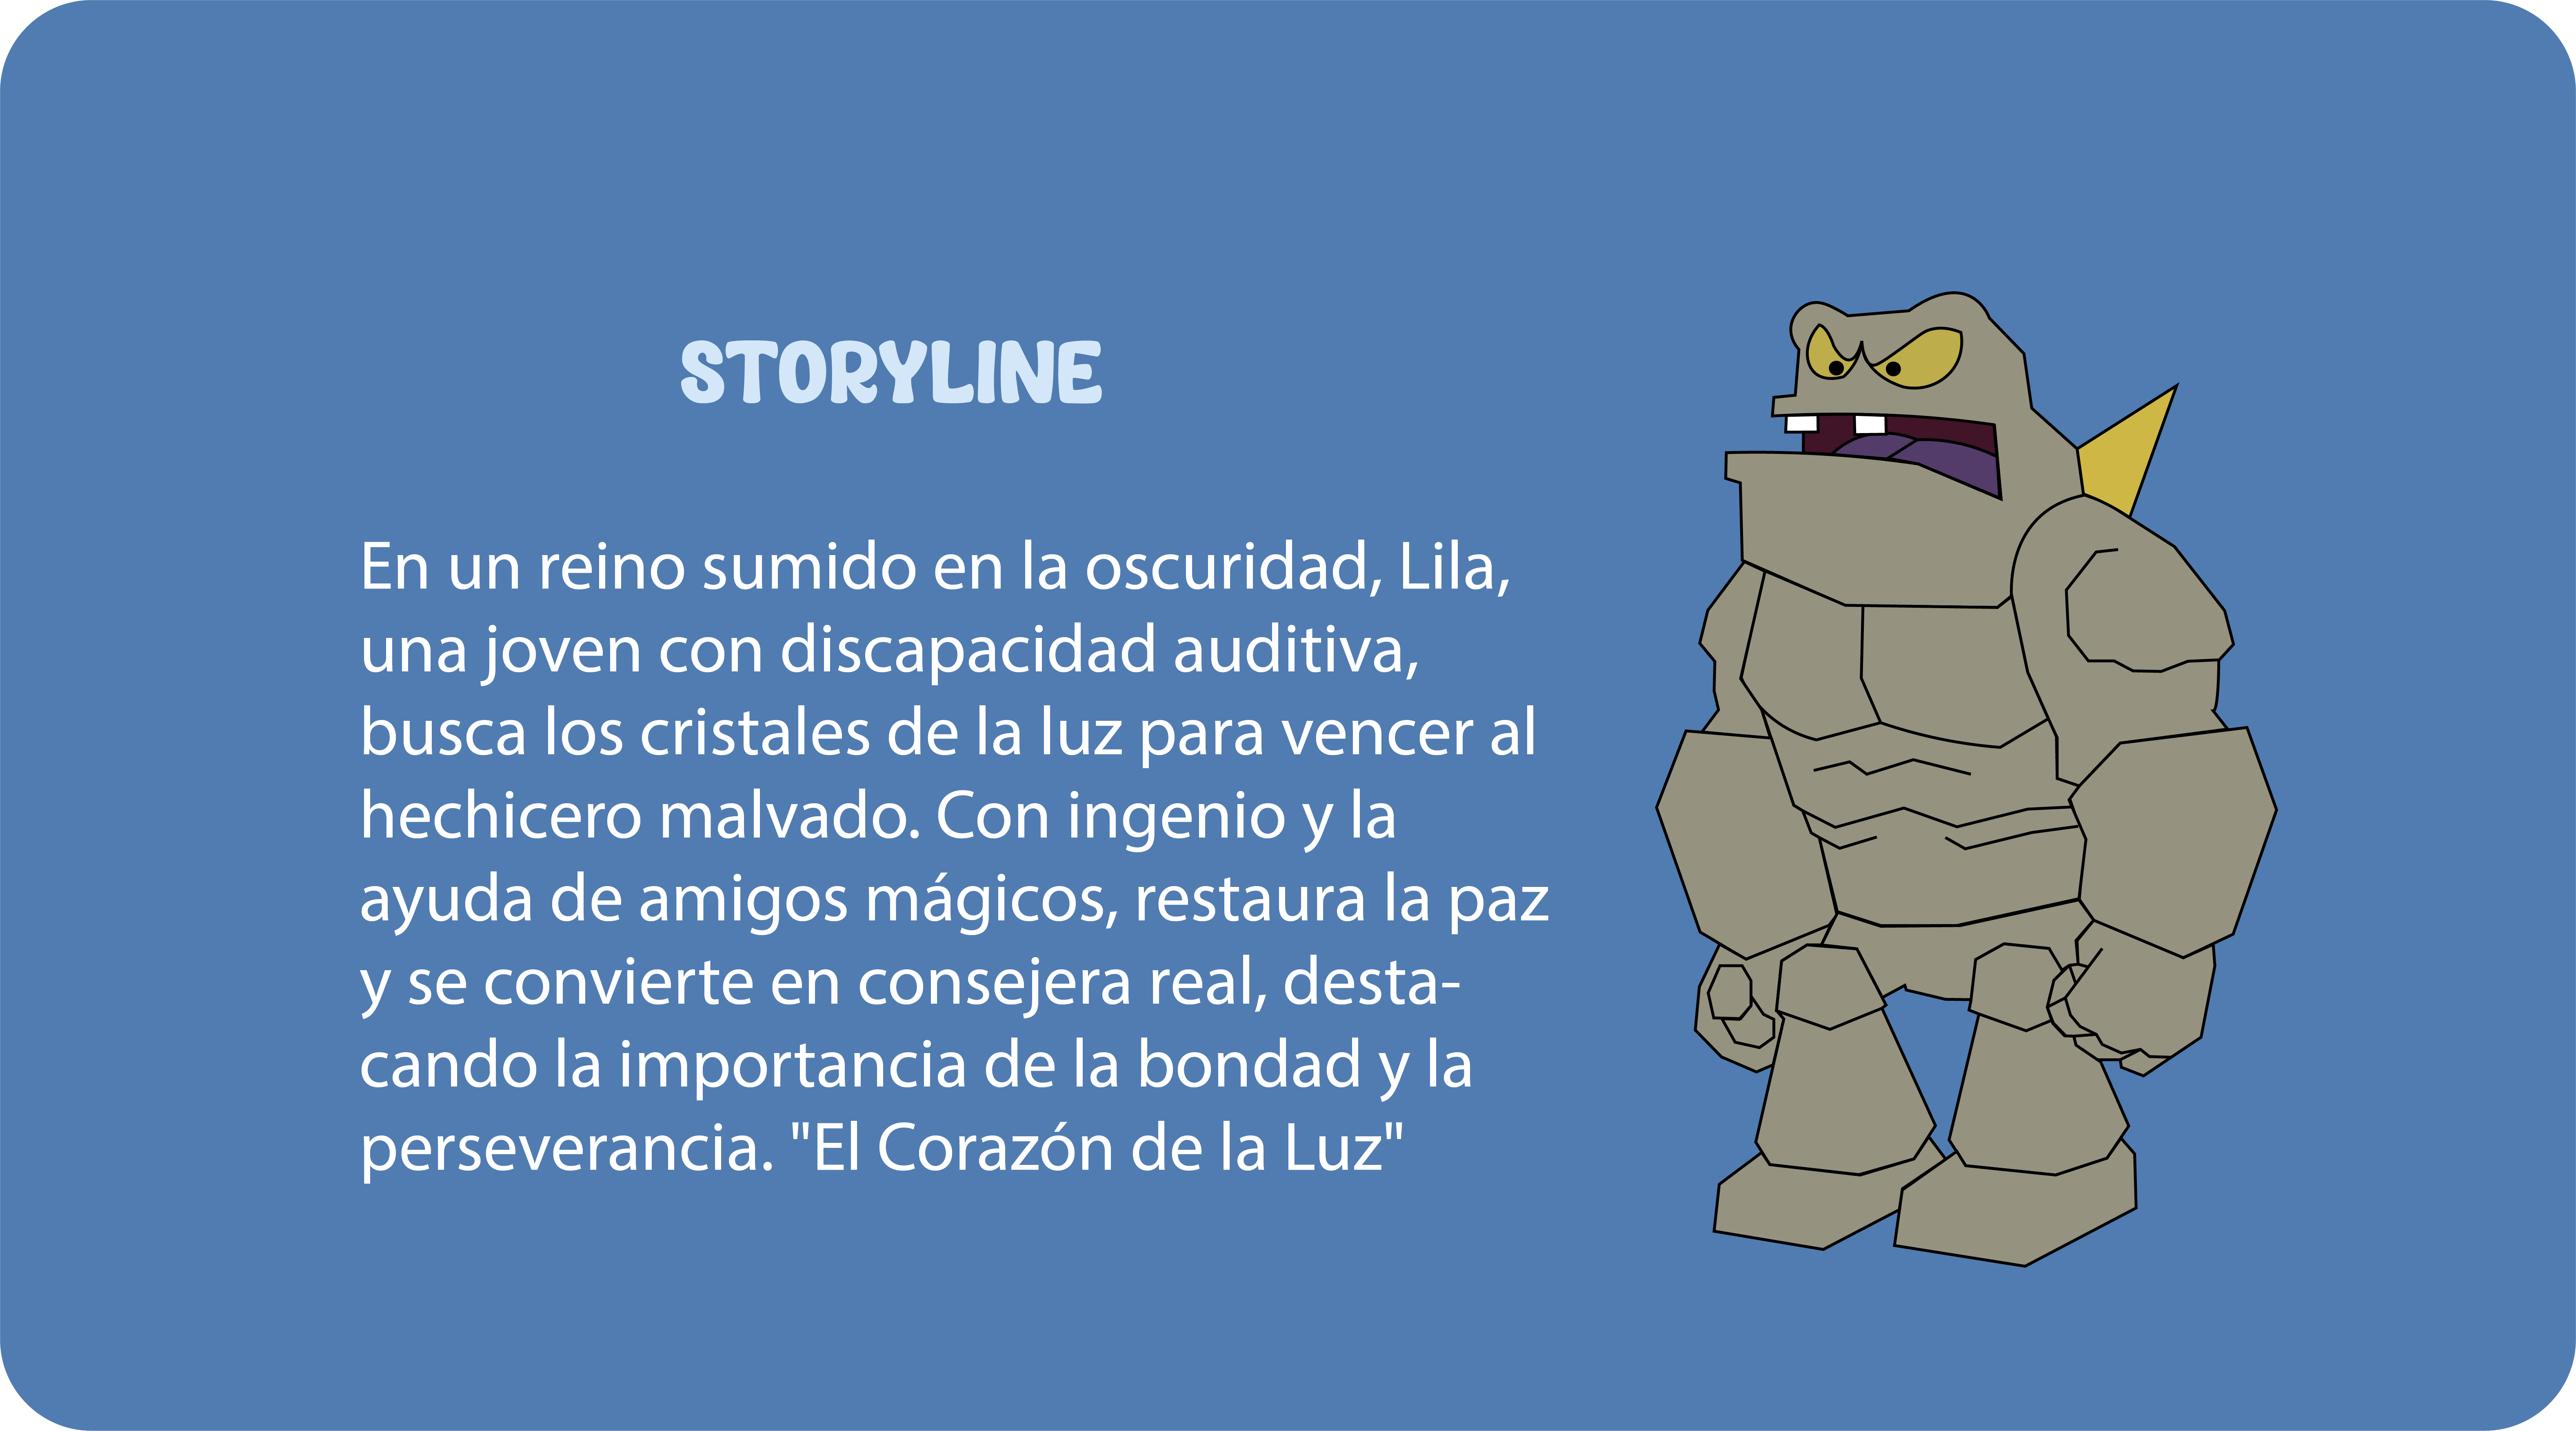 STORYLINE
En un reino sumido en la oscuridad, Lila,
una joven con discapacidad auditiva,
busca los cristales de la luz para vencer al
hechicero malvado. Con ingenio y la
ayuda de amigos mágicos, restaura la paz
y se convierte en consejera real, desta-
cando la importancia de la bondad y la
perseverancia. "El Corazón de la Luz"